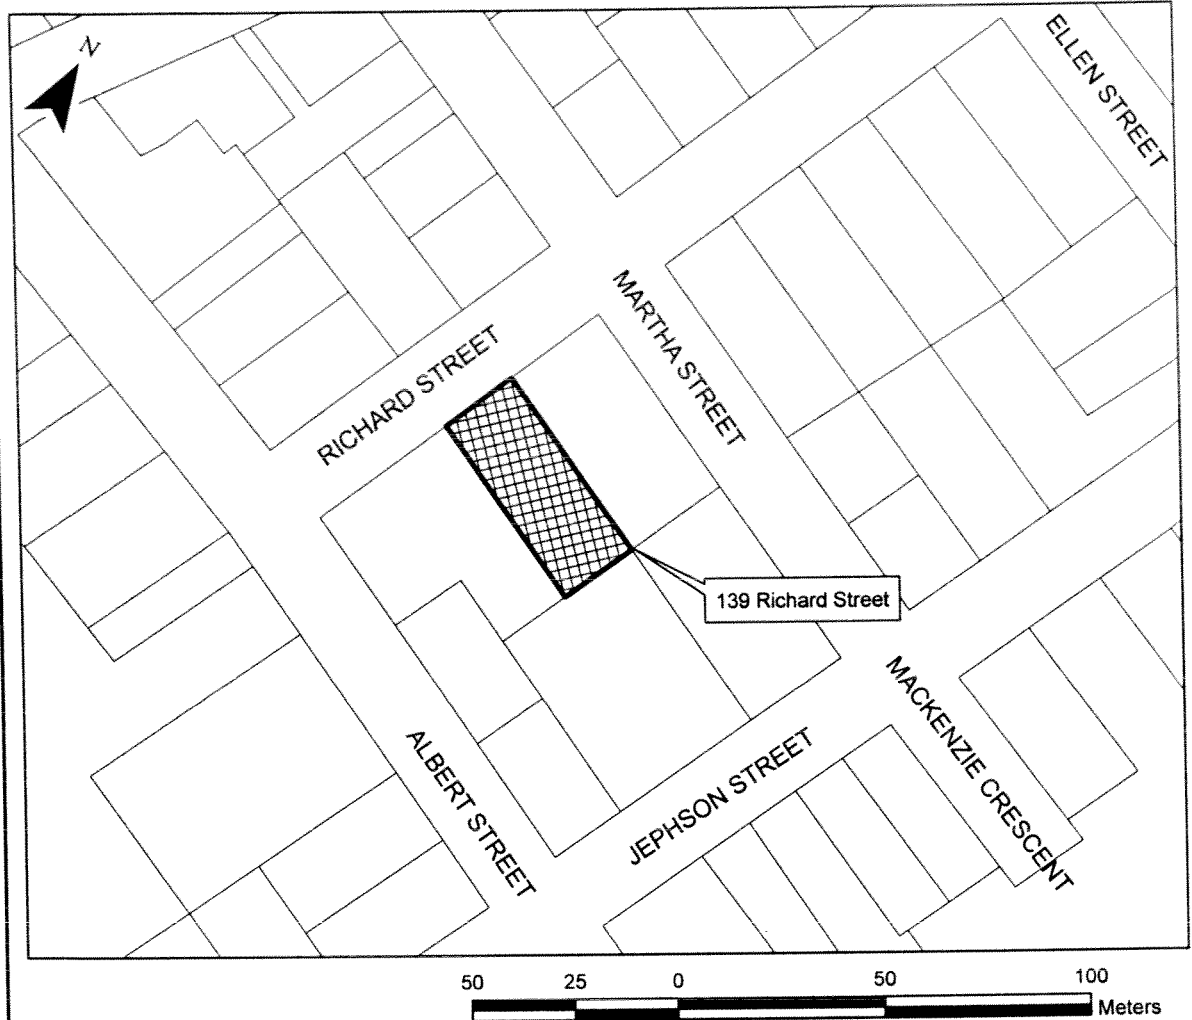 N
ELLEN STREET
MARTHA STREET
RICHARD STREET
139 Richard Street
MACKENZIE CRESCENT
ALBERT STREET
JEPHSON STREET
50 25 0 50 100
Meters